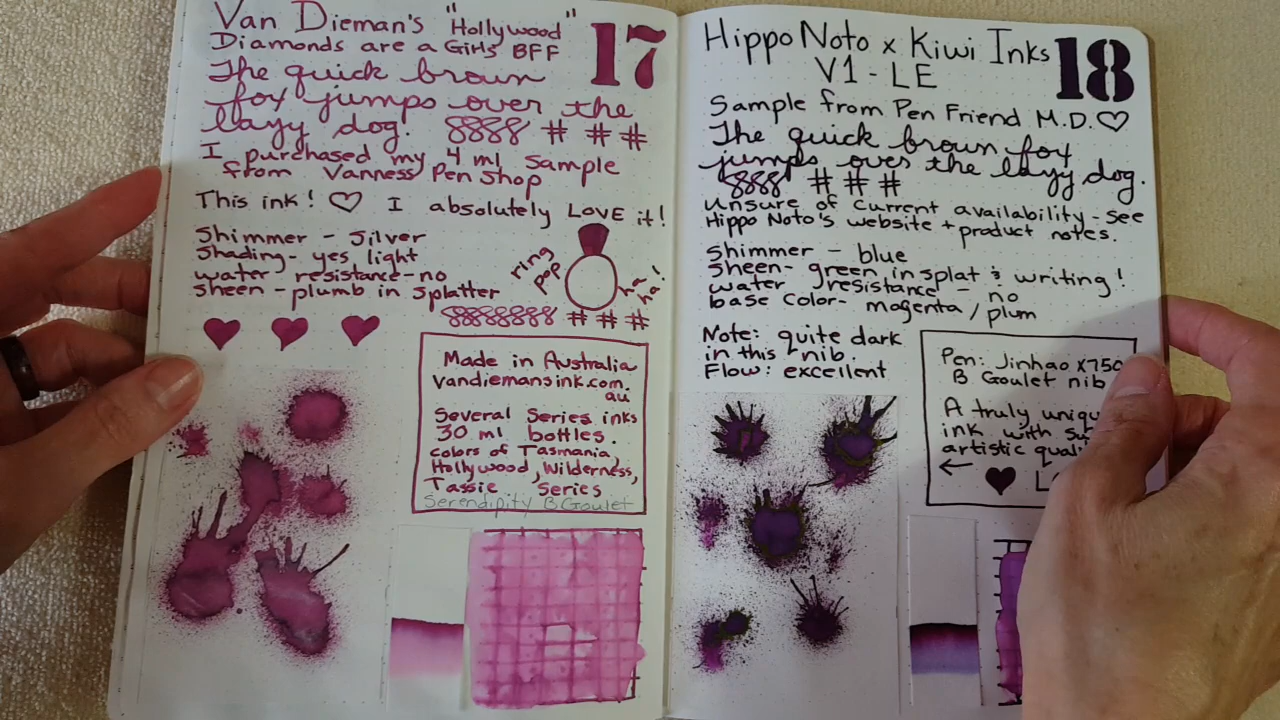 Van Dieman's "Hollywood"
Diamonds are a Girls BFF
17
The quick brown
fox jumps over the
lazy dog. 8888 # # #
I purchased my 4 ml sample
from Vanness Pen Shop
This ink! ♡ I absolutely LOVE it!
Shimmer - Silver
Shading - yes light
water resistance - no
Sheen - plumb in splatter
ring
pop
ha
ha!
88888888 # # #
Made in Australia
vandiemansink.com.
au
Several Series inks
30 ml bottles.
colors of Tasmania,
Hollywood, Wilderness,
Tassie Series
Serendipity B Goulet
Hippo Noto x Kiwi Inks
V1 - LE
18
Sample from Pen Friend M.D. ♡
The quick brown fox
jumps over the lazy dog.
8888 # # #
Unsure of current availability - see
Hippo Noto's website + product notes.
Shimmer - blue
Sheen - green in splat & writing!
water resistance - no
base color - magenta / plum
Note: quite dark
in this nib.
Flow: excellent
Pen: Jinhao X750
B Goulet nib
A truly
ink with
artistic
← ♥